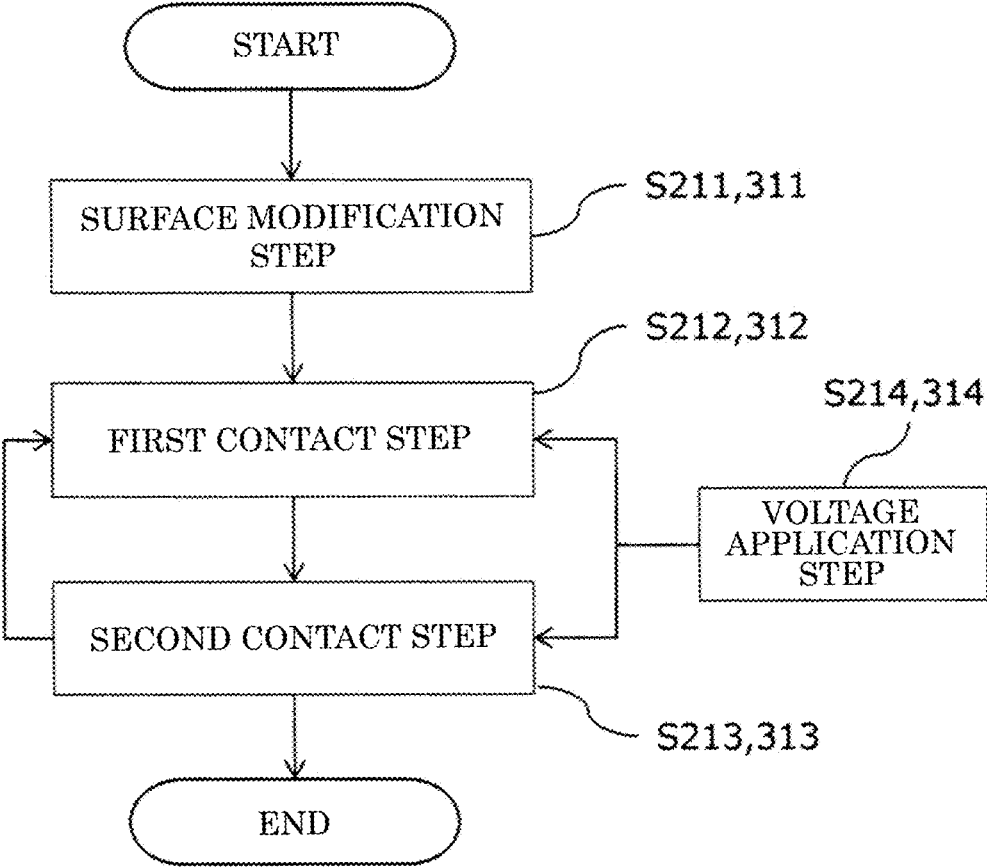 START
S211,311
SURFACE MODIFICATION
STEP
S212,312
FIRST CONTACT STEP
S214,314
VOLTAGE
APPLICATION
STEP
SECOND CONTACT STEP
S213,313
END